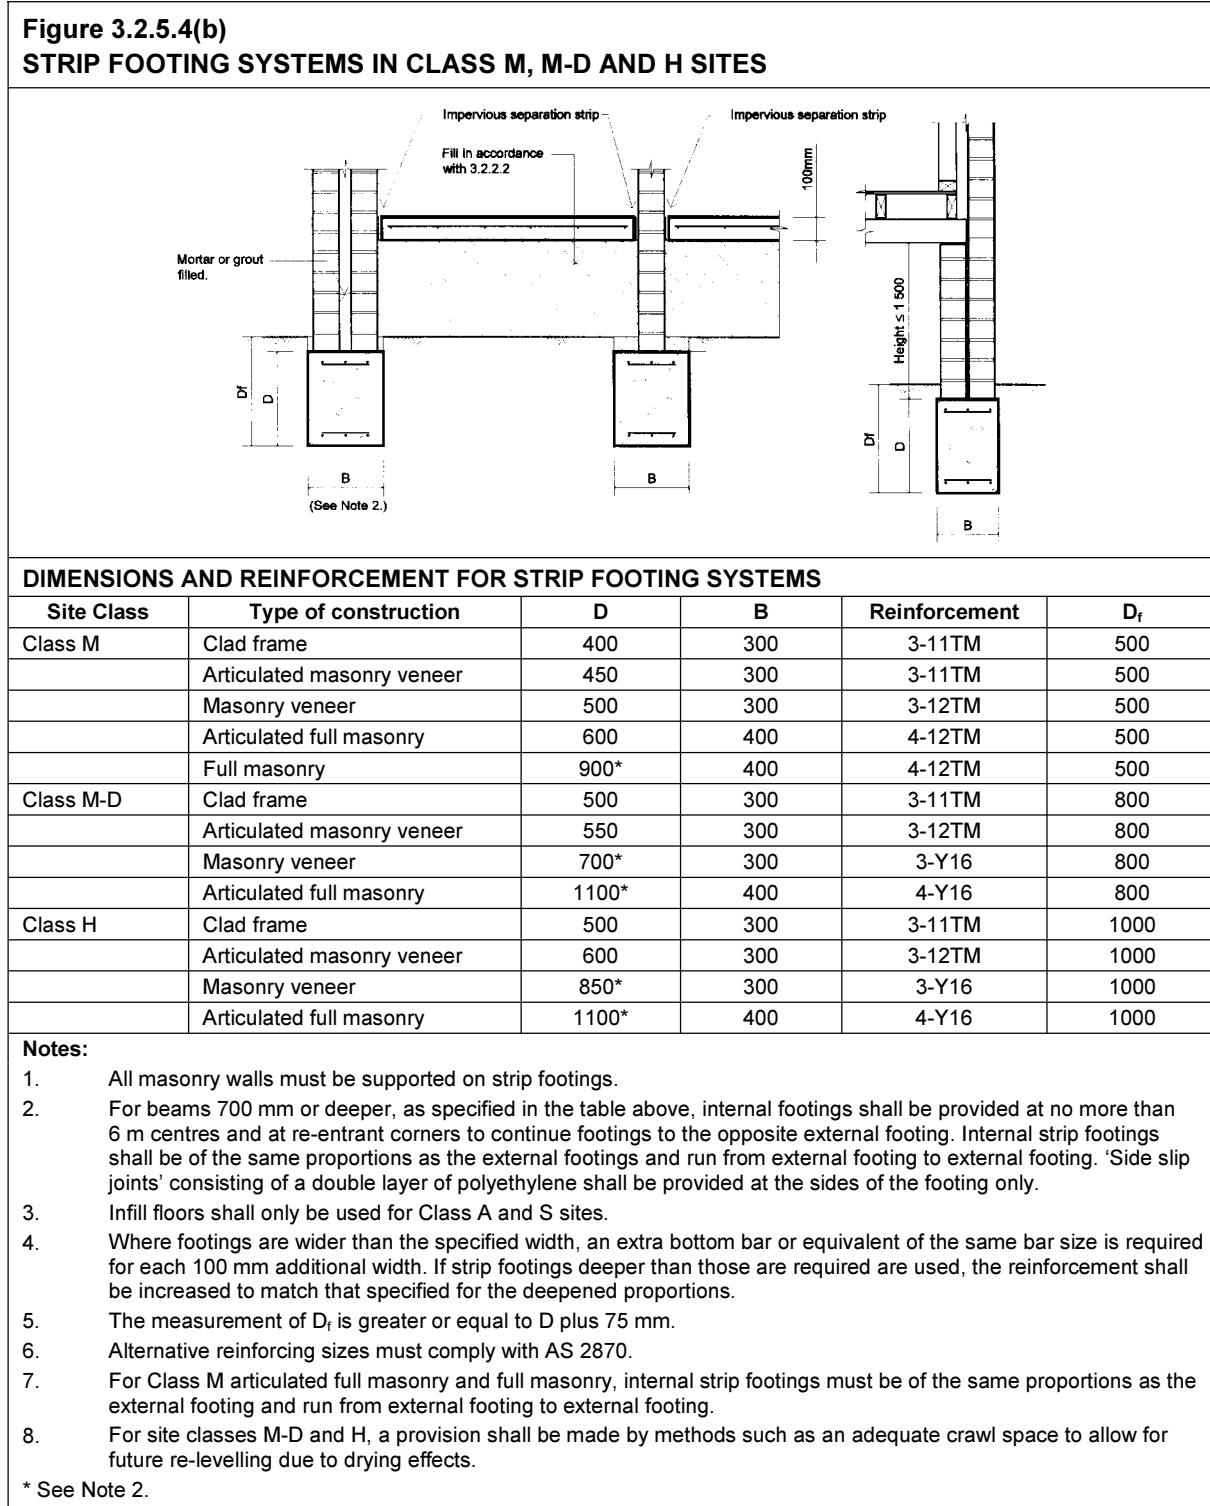 Figure 3.2.5.4(b)
STRIP FOOTING SYSTEMS IN CLASS M, M-D AND H SITES
Impervious separation strip
Impervious separation strip
Fill in accordance
with 3.2.2.2
100mm
Mortar or grout
filled.
Height ≤ 1 500
Df
D
Df
D
B
B
(See Note 2.)
B
DIMENSIONS AND REINFORCEMENT FOR STRIP FOOTING SYSTEMS
Site Class Type of construction D B Reinforcement Df
Class M Clad frame 400 300 3-11TM 500
Articulated masonry veneer 450 300 3-11TM 500
Masonry veneer 500 300 3-12TM 500
Articulated full masonry 600 400 4-12TM 500
Full masonry 900* 400 4-12TM 500
Class M-D Clad frame 500 300 3-11TM 800
Articulated masonry veneer 550 300 3-12TM 800
Masonry veneer 700* 300 3-Y16 800
Articulated full masonry 1100* 400 4-Y16 800
Class H Clad frame 500 300 3-11TM 1000
Articulated masonry veneer 600 300 3-12TM 1000
Masonry veneer 850* 300 3-Y16 1000
Articulated full masonry 1100* 400 4-Y16 1000
Notes:
1. All masonry walls must be supported on strip footings.
2. For beams 700 mm or deeper, as specified in the table above, internal footings shall be provided at no more than
6 m centres and at re-entrant corners to continue footings to the opposite external footing. Internal strip footings
shall be of the same proportions as the external footings and run from external footing to external footing. ‘Side slip
joints’ consisting of a double layer of polyethylene shall be provided at the sides of the footing only.
3. Infill floors shall only be used for Class A and S sites.
4. Where footings are wider than the specified width, an extra bottom bar or equivalent of the same bar size is required
for each 100 mm additional width. If strip footings deeper than those are required are used, the reinforcement shall
be increased to match that specified for the deepened proportions.
5. The measurement of Df is greater or equal to D plus 75 mm.
6. Alternative reinforcing sizes must comply with AS 2870.
7. For Class M articulated full masonry and full masonry, internal strip footings must be of the same proportions as the
external footing and run from external footing to external footing.
8. For site classes M-D and H, a provision shall be made by methods such as an adequate crawl space to allow for
future re-levelling due to drying effects.
* See Note 2.